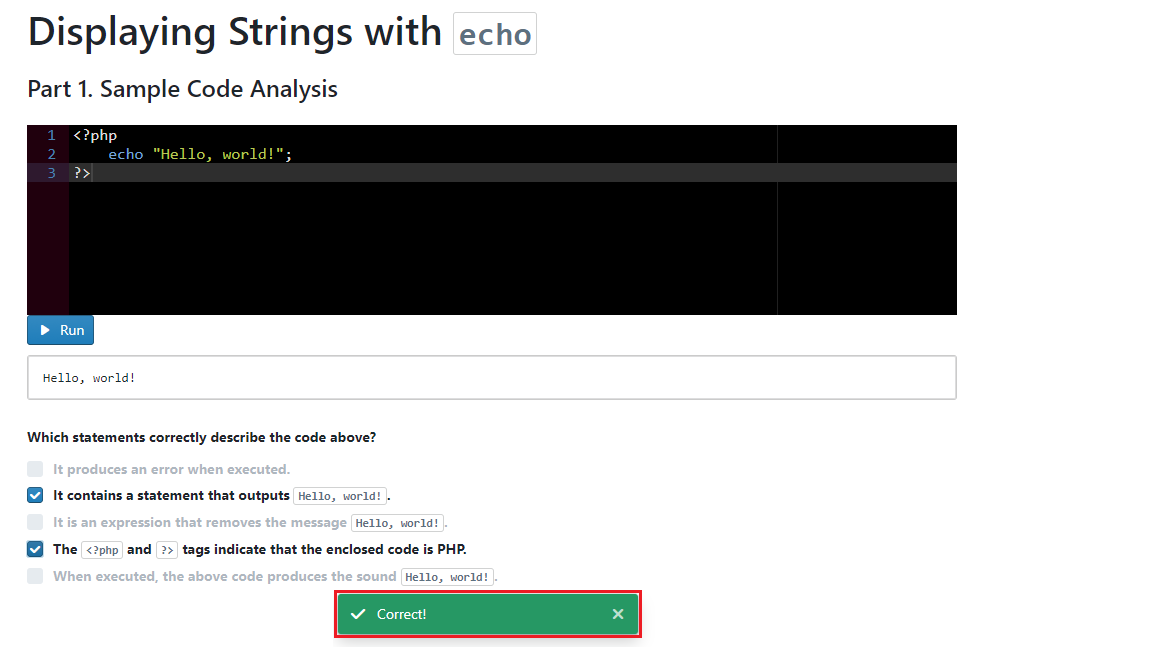 Displaying Strings with echo
Part 1. Sample Code Analysis
1 <?php
2 echo "Hello, world!";
3 ?>
Run
Hello, world!
Which statements correctly describe the code above?
It produces an error when executed.
It contains a statement that outputs Hello, world!.
It is an expression that removes the message Hello, world!.
The <?php and ?> tags indicate that the enclosed code is PHP.
When executed, the above code produces the sound Hello, world!.
Correct!